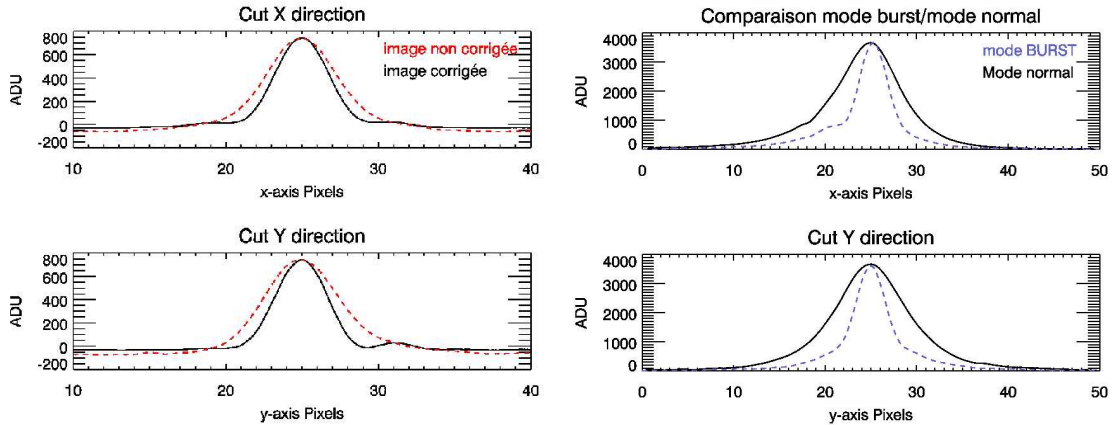 Cut X direction
800
600
400
200
0
-200
ADU
image non corrigée
image corrigée
10 20 30 40
x-axis Pixels
Comparaison mode burst/mode normal
4000
3000
2000
1000
0
ADU
mode BURST
Mode normal
0 10 20 30 40 50
x-axis Pixels
Cut Y direction
800
600
400
200
0
-200
ADU
10 20 30 40
y-axis Pixels
Cut Y direction
4000
3000
2000
1000
0
ADU
0 10 20 30 40 50
y-axis Pixels